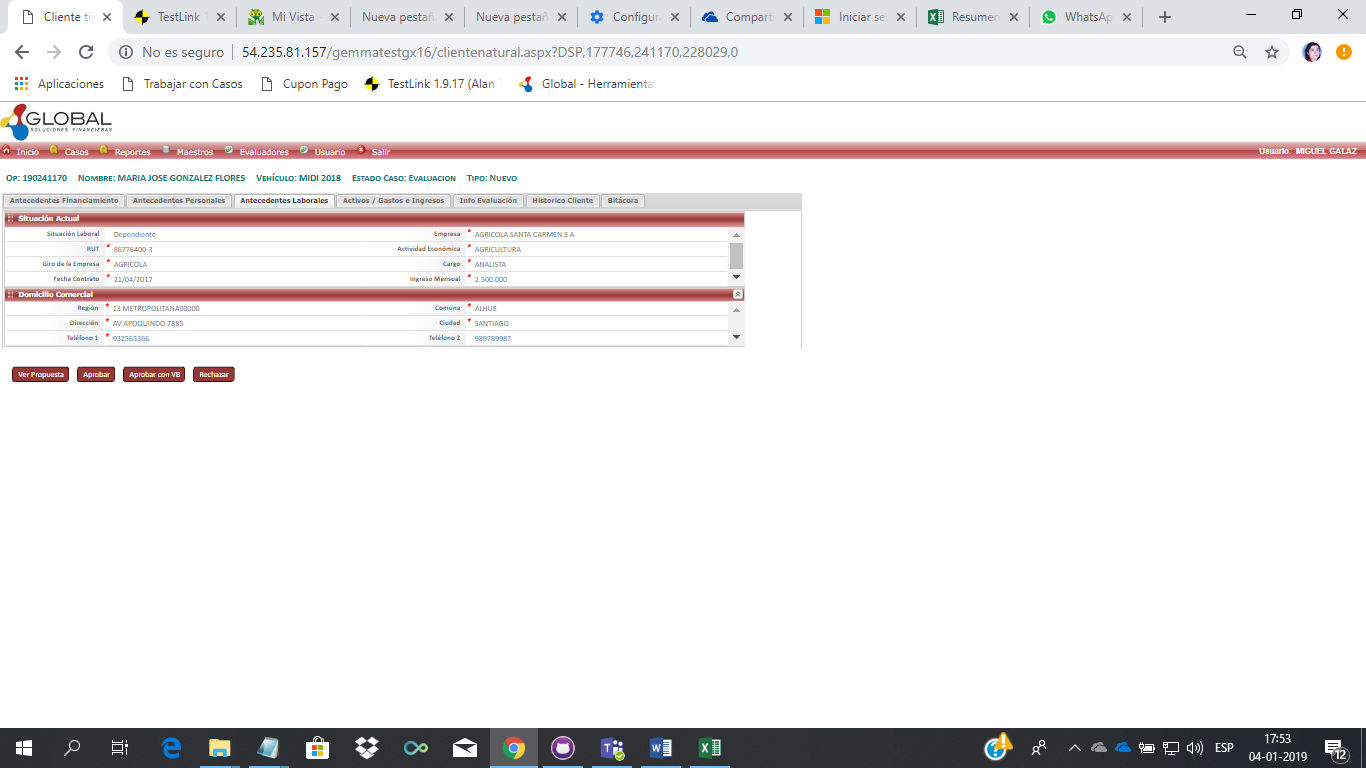 Cliente ti
TestLink 1
Mi Vista -
Nueva pestañ
Nueva pestañ
Configura
Comparti
Iniciar se
Resumen
WhatsAp
No es seguro | 54.235.81.157/gemmatestgx16/clientenatural.aspx?DSP,177746,241170,228029,0
Aplicaciones Trabajar con Casos Cupon Pago TestLink 1.9.17 (Alan Global - Herramienta
GLOBAL
SOLUCIONES FINANCIERAS
Inicio Casos Reportes Maestros Evaluadores Usuario Salir Usuario: MIGUEL GALAZ
OP: 190241170 NOMBRE: MARIA JOSE GONZALEZ FLORES VEHÍCULO: MIDI 2018 ESTADO CASO: EVALUACION TIPO: NUEVO
Antecedentes Financiamiento Antecedentes Personales Antecedentes Laborales Activos / Gastos e Ingresos Info Evaluación Historico Cliente Bitácora
Situación Actual
Situación Laboral Dependiente Empresa * AGRICOLA SANTA CARMEN S A
RUT * 86776400 3 Actividad Económica * AGRICULTURA
Giro de la Empresa * AGRICOLA Cargo * ANALISTA
Fecha Contrato * 21/04/2017 Ingreso Mensual * 2.500.000
Domicilio Comercial
Región * 13 METROPOLITANA00000 Comuna * ALHUE
Dirección * AV APOQUINDO 7885 Ciudad * SANTIAGO
Teléfono 1 * 932565366 Teléfono 2 989789987
Ver Propuesta Aprobar Aprobar con VB Rechazar
ESP
17:53
04-01-2019
12